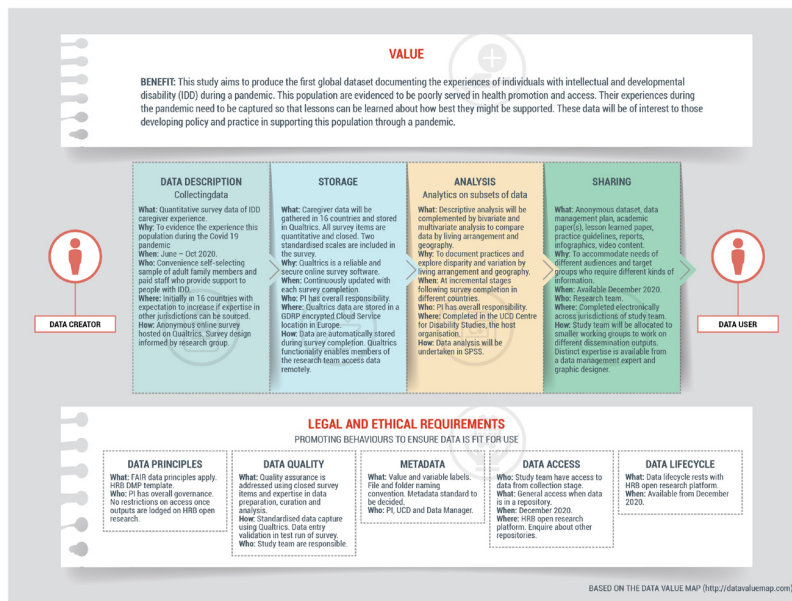 VALUE
BENEFIT: This study aims to produce the first global dataset documenting the experiences of individuals with intellectual and developmental
disability (IDD) during a pandemic. This population are evidenced to be poorly served in health promotion and access. Their experiences during
the pandemic need to be captured so that lessons can be learned about how best they might be supported. These data will be of interest to those
developing policy and practice in supporting this population through a pandemic.
DATA CREATOR
DATA DESCRIPTION
Collectingdata
What: Quantitative survey data of IDD
caregiver experience.
Why: To evidence the experience this
population during the Covid 19
pandemic
When: June – Oct 2020.
Who: Convenience self-selecting
sample of adult family members and
paid staff who provide support to
people with IDD.
Where: Initially in 16 countries with
expectation to increase if expertise in
other jurisdictions can be sourced.
How: Anonymous online survey
hosted on Qualtrics. Survey design
informed by research group.
STORAGE
What: Caregiver data will be
gathered in 16 countries and stored
in Qualtrics. All survey items are
quantitative and closed. Two
standardised scales are included in
the survey.
Why: Qualtrics is a reliable and
secure online survey software.
When: Continuously updated with
each survey completion.
Who: PI has overall responsibility.
Where: Qualtrics data are stored in a
GDRP encrypted Cloud Service
location in Europe.
How: Data are automatically stored
during survey completion. Qualtrics
functionality enables members of
the research team access data
remotely.
ANALYSIS
Analytics on subsets of data
What: Descriptive analysis will be
complemented by bivariate and
multivariate analysis to compare
data by living arrangement and
geography.
Why: To document practices and
explore disparity and variation by
living arrangement and geography.
When: At incremental stages
following survey completion in
different countries.
Who: PI has overall responsibility.
Where: Completed in the UCD Centre
for Disability Studies, the host
organisation.
How: Data analysis will be
undertaken in SPSS.
SHARING
What: Anonymous dataset, data
management plan, academic
paper(s), lesson learned paper,
practice guidelines, reports,
infographics, video content.
Why: To accommodate needs of
different audiences and target
groups who require different kinds of
information.
When: Available December 2020.
Who: Research team.
Where: Completed electronically
across jurisdictions of study team.
How: Study team will be allocated to
smaller working groups to work on
different dissemination outputs.
Distinct expertise is available from
a data management expert and
graphic designer.
DATA USER
LEGAL AND ETHICAL REQUIREMENTS
PROMOTING BEHAVIOURS TO ENSURE DATA IS FIT FOR USE
DATA PRINCIPLES
What: FAIR data principles apply.
HRB DMP template.
Who: PI has overall governance.
No restrictions on access once
outputs are lodged on HRB open
research.
DATA QUALITY
What: Quality assurance is
addressed using closed survey
items and expertise in data
preparation, curation and
analysis.
How: Standardised data capture
using Qualtrics. Data entry
validation in test run of survey.
Who: Study team are responsible.
METADATA
What: Value and variable labels.
File and folder naming
convention. Metadata standard to
be decided.
Who: PI, UCD and Data Manager.
DATA ACCESS
Who: Study team have access to
data from collection stage.
What: General access when data
is in a repository.
When: December 2020.
Where: HRB open research
platform. Enquire about other
repositories.
DATA LIFECYCLE
What: Data lifecycle rests with
HRB open research platform.
When: Available from December
2020.
BASED ON THE DATA VALUE MAP (http://datavaluemap.com)